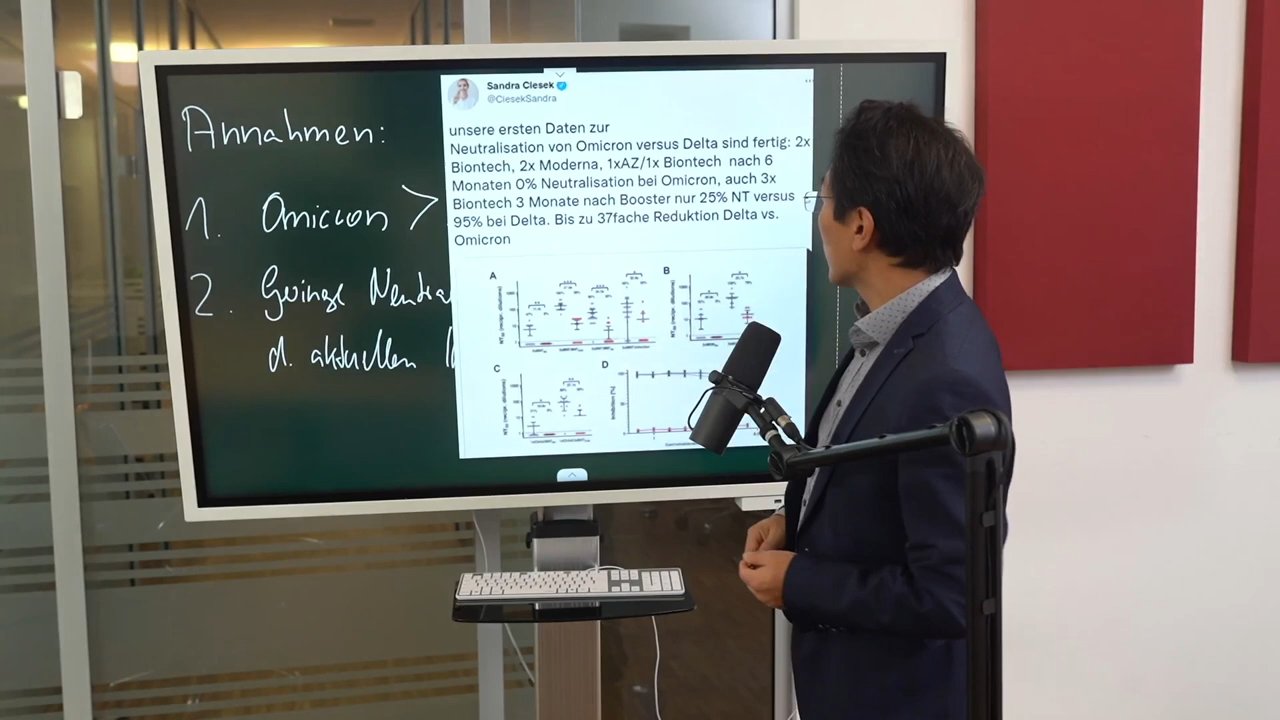 Annahmen:
1. Omicron >
2. Geringe
d. aktuellen
Sandra Ciesek
@CiesekSandra
unsere ersten Daten zur
Neutralisation von Omicron versus Delta sind fertig: 2x
Biontech, 2x Moderna, 1xAZ/1x Biontech nach 6
Monaten 0% Neutralisation bei Omicron, auch 3x
Biontech 3 Monate nach Booster nur 25% NT versus
95% bei Delta. Bis zu 37fache Reduktion Delta vs.
Omicron
A
B
C
D